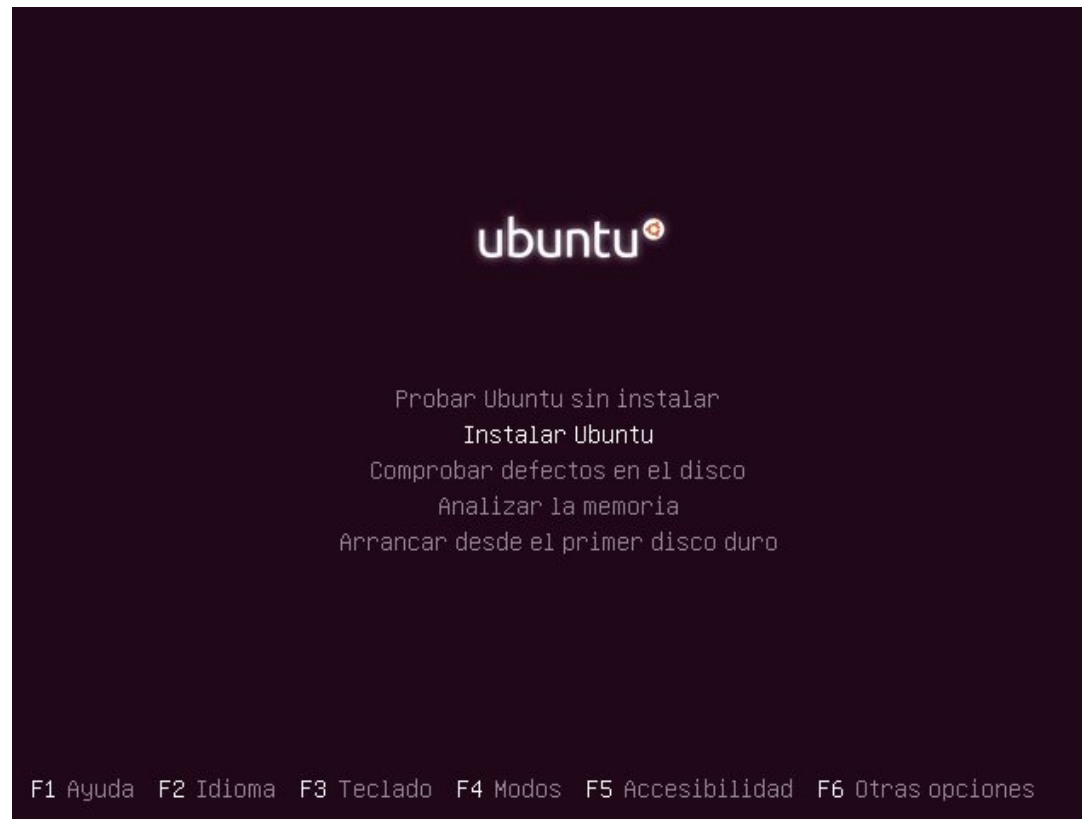 ubuntu
Probar Ubuntu sin instalar
Instalar Ubuntu
Comprobar defectos en el disco
Analizar la memoria
Arrancar desde el primer disco duro
F1 Ayuda F2 Idioma F3 Teclado F4 Modos F5 Accesibilidad F6 Otras opciones